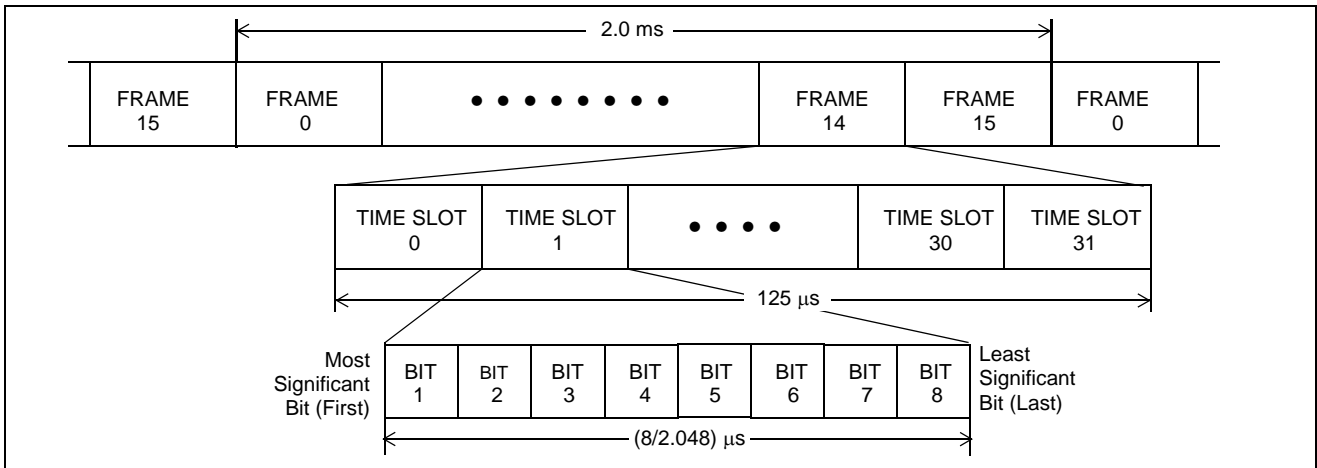 2.0 ms
FRAME 15
FRAME 0
FRAME 14
FRAME 15
FRAME 0
TIME SLOT 0
TIME SLOT 1
TIME SLOT 30
TIME SLOT 31
125 μs
Most Significant Bit (First)
BIT 1
BIT 2
BIT 3
BIT 4
BIT 5
BIT 6
BIT 7
BIT 8
Least Significant Bit (Last)
(8/2.048) μs